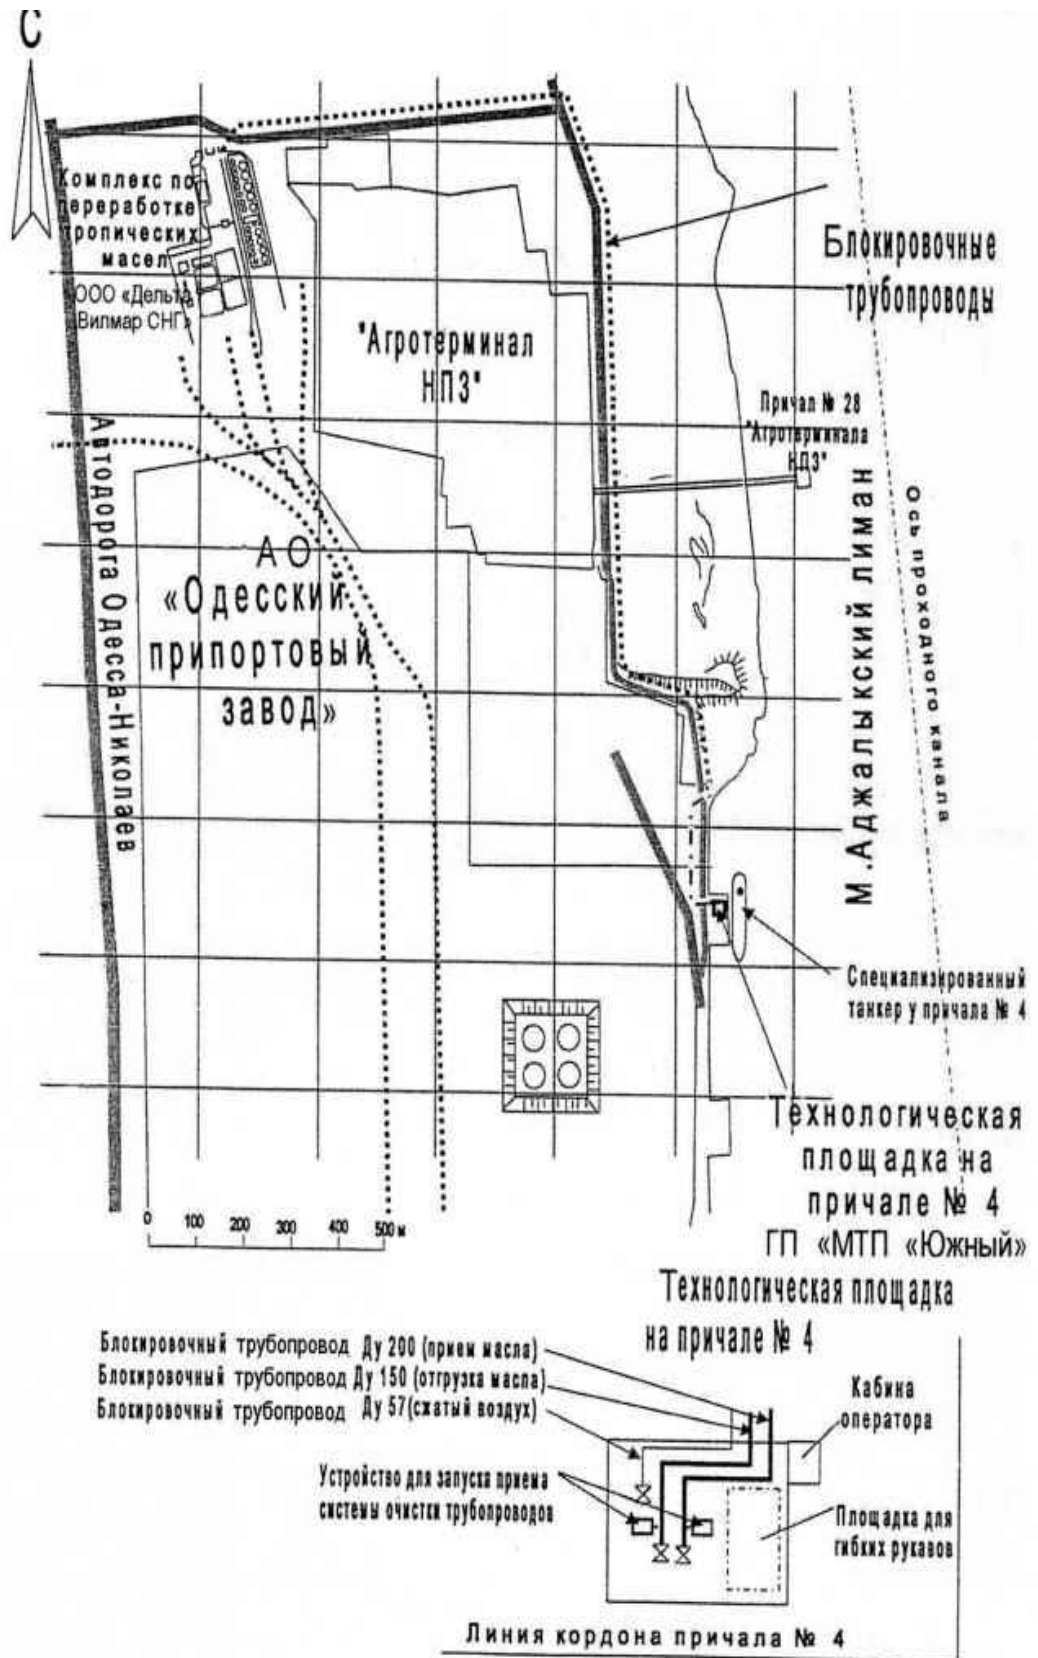 С
Комплекс по
переработке
тропических
масел
ООО «Дельта
Вилмар СНГ»
"Агротерминал
НПЗ"
Блокировочные
трубопроводы
Причал № 28
"Агротерминала
НПЗ"
Автодорога Одесса-Николаев
АО
«Одесский
припортовый
завод»
М.Аджалыкский лиман
Ось проходного канала
Специализированный
танкер у причала № 4
Технологическая
площадка на
причале № 4
ГП «МТП «Южный»
0 100 200 300 400 500 м
Технологическая площадка
на причале № 4
Блокировочный трубопровод Ду 200 (прием масла)
Блокировочный трубопровод Ду 150 (отгрузка масла)
Блокировочный трубопровод Ду 57 (сжатый воздух)
Кабина
оператора
Устройство для запуска приема
системы очистки трубопроводов
Площадка для
гибких рукавов
Линия кордона причала № 4